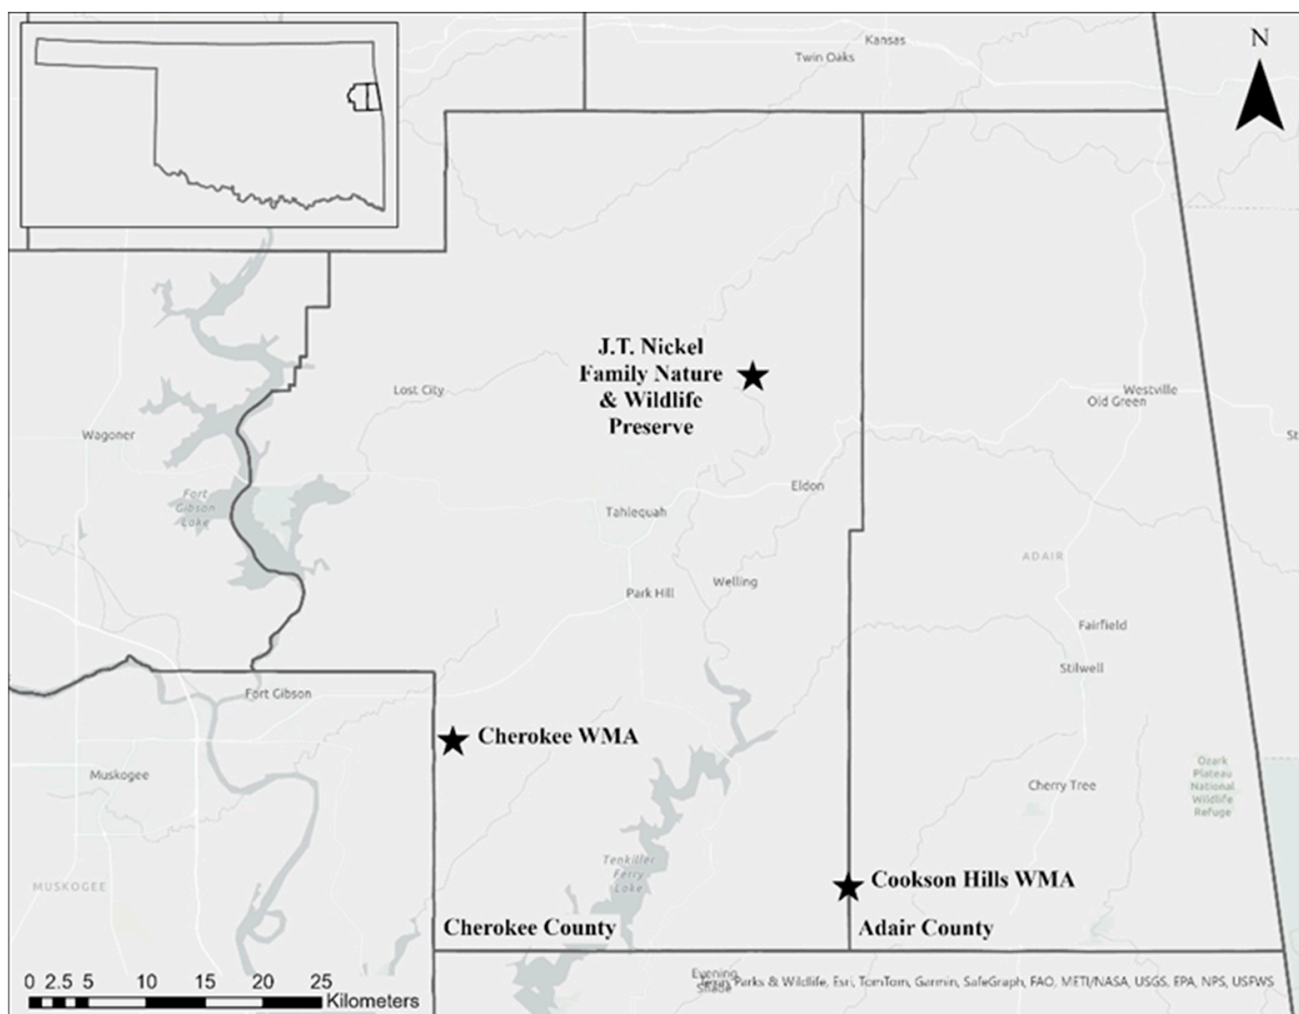 Kansas
Twin Oaks
N
J.T. Nickel
Family Nature
& Wildlife
Preserve
Lost City
Westville
Old Green
Wagoner
St
Fort
Gibson
Lake
Eldon
Tahlequah
ADAIR
Welling
Park Hill
Fairfield
Stilwell
Fort Gibson
Cherokee WMA
Muskogee
Cherry Tree
Ozark
Plateau
National
Wildlife
Refuge
Tenkiller
Ferry
Lake
MUSKOGEE
Cookson Hills WMA
Cherokee County
Adair County
0 2.5 5 10 15 20 25
Kilometers
Evening
Shade
Parks & Wildlife, Esri, TomTom, Garmin, SafeGraph, FAO, METI/NASA, USGS, EPA, NPS, USFWS